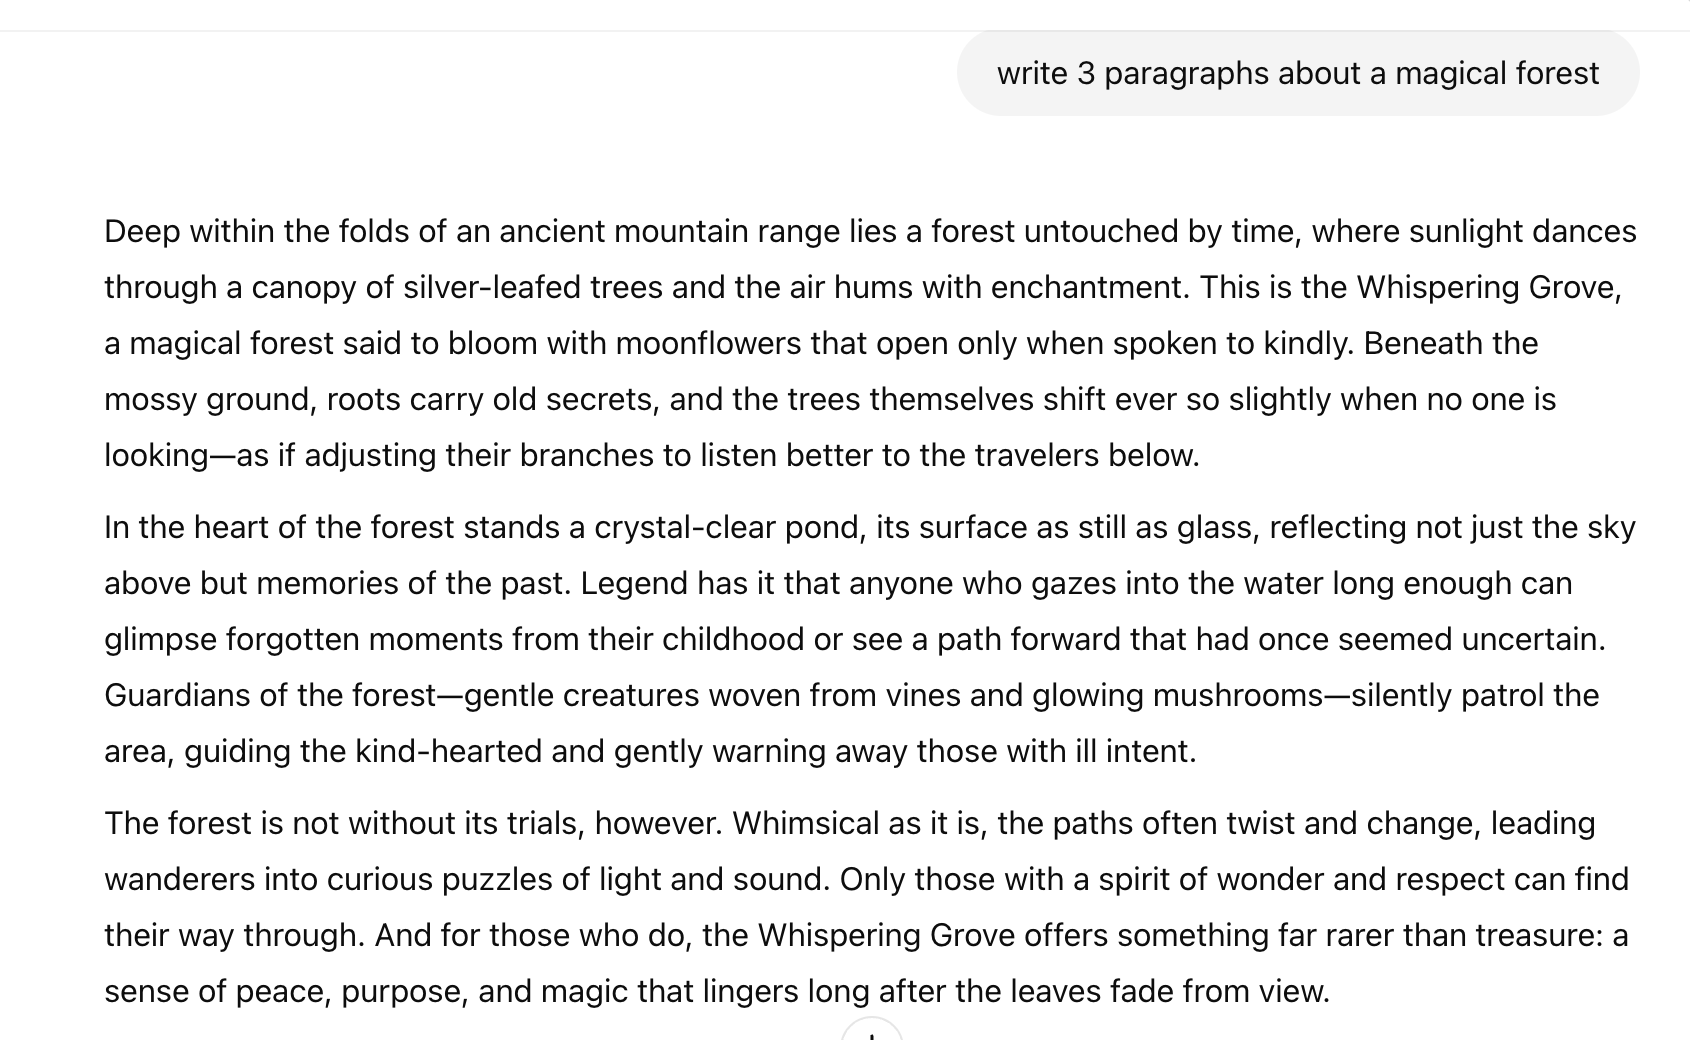 write 3 paragraphs about a magical forest
Deep within the folds of an ancient mountain range lies a forest untouched by time, where sunlight dances
through a canopy of silver-leafed trees and the air hums with enchantment. This is the Whispering Grove,
a magical forest said to bloom with moonflowers that open only when spoken to kindly. Beneath the
mossy ground, roots carry old secrets, and the trees themselves shift ever so slightly when no one is
looking—as if adjusting their branches to listen better to the travelers below.
In the heart of the forest stands a crystal-clear pond, its surface as still as glass, reflecting not just the sky
above but memories of the past. Legend has it that anyone who gazes into the water long enough can
glimpse forgotten moments from their childhood or see a path forward that had once seemed uncertain.
Guardians of the forest—gentle creatures woven from vines and glowing mushrooms—silently patrol the
area, guiding the kind-hearted and gently warning away those with ill intent.
The forest is not without its trials, however. Whimsical as it is, the paths often twist and change, leading
wanderers into curious puzzles of light and sound. Only those with a spirit of wonder and respect can find
their way through. And for those who do, the Whispering Grove offers something far rarer than treasure: a
sense of peace, purpose, and magic that lingers long after the leaves fade from view.